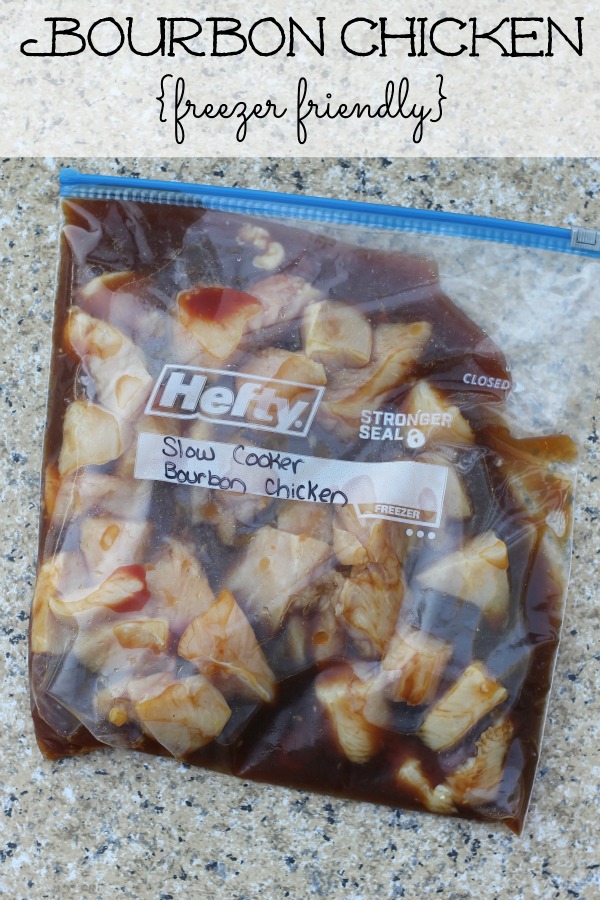 BOURBON CHICKEN
{freezer friendly}
CLOSED
Hefty.
STRONGER
SEAL
Slow Cooker
Bourbon Chicken
FREEZER